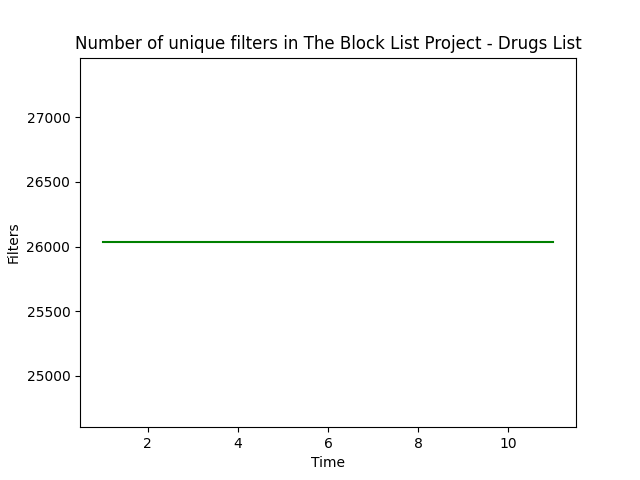 Number of unique filters in The Block List Project - Drugs List
27000
26500
26000
25500
25000
Filters
2 4 6 8 10
Time